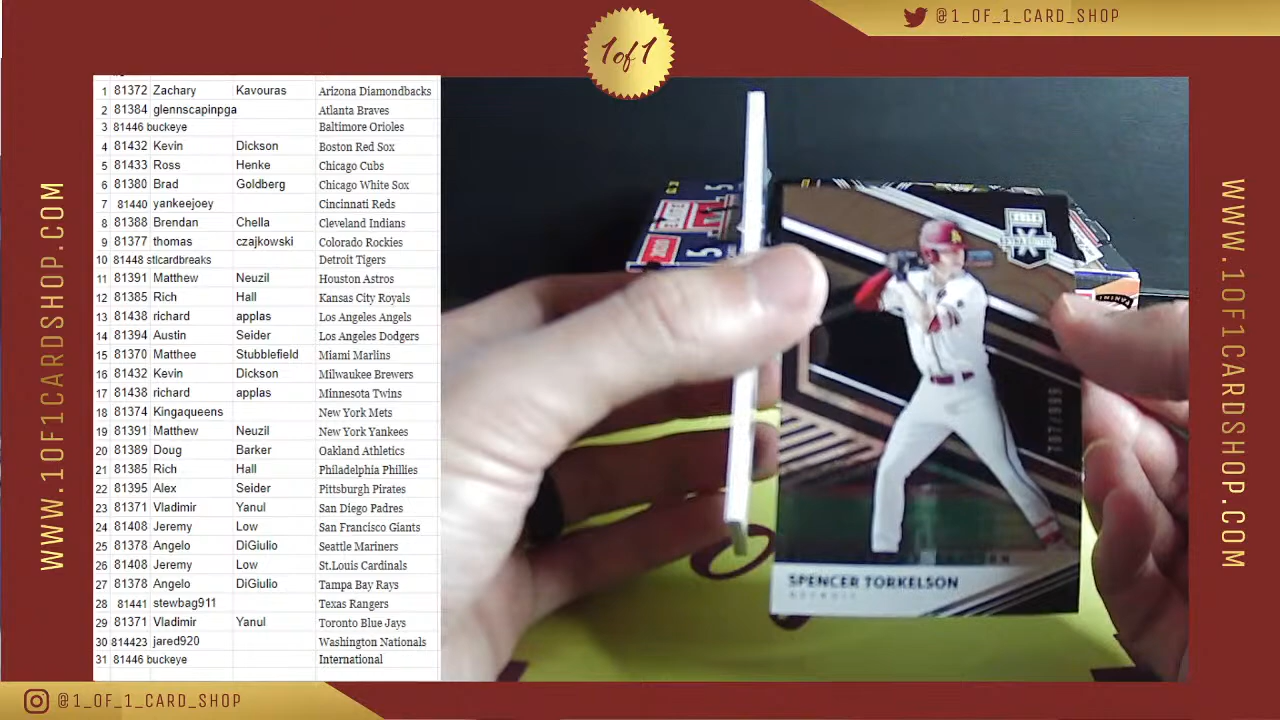 @1_OF_1_CARD_SHOP
1of1
1 81372 Zachary Kavouras Arizona Diamondbacks
2 81384 glennscapinpga Atlanta Braves
3 81446 buckeye Baltimore Orioles
4 81432 Kevin Dickson Boston Red Sox
5 81433 Ross Henke Chicago Cubs
6 81380 Brad Goldberg Chicago White Sox
7 81440 yankeejoey Cincinnati Reds
8 81388 Brendan Chella Cleveland Indians
9 81377 thomas czajkowski Colorado Rockies
10 81448 stlcardbreaks Detroit Tigers
11 81391 Matthew Neuzil Houston Astros
12 81385 Rich Hall Kansas City Royals
13 81438 richard applas Los Angeles Angels
14 81394 Austin Seider Los Angeles Dodgers
15 81370 Matthee Stubblefield Miami Marlins
16 81432 Kevin Dickson Milwaukee Brewers
17 81438 richard applas Minnesota Twins
18 81374 Kingaqueens New York Mets
19 81391 Matthew Neuzil New York Yankees
20 81389 Doug Barker Oakland Athletics
21 81385 Rich Hall Philadelphia Phillies
22 81395 Alex Seider Pittsburgh Pirates
23 81371 Vladimir Yanul San Diego Padres
24 81408 Jeremy Low San Francisco Giants
25 81378 Angelo DiGiulio Seattle Mariners
26 81408 Jeremy Low St.Louis Cardinals
27 81378 Angelo DiGiulio Tampa Bay Rays
28 81441 stewbag911 Texas Rangers
29 81371 Vladimir Yanul Toronto Blue Jays
30 814423 jared920 Washington Nationals
31 81446 buckeye International
WWW.1OF1CARDSHOP.COM
WWW.1OF1CARDSHOP.COM
PANINI
SPENCER TORKELSON
DETROIT
@1_OF_1_CARD_SHOP